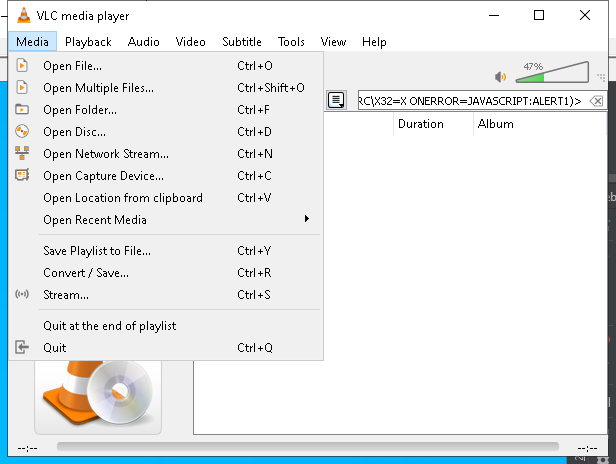 VLC media player
Media Playback Audio Video Subtitle Tools View Help
Open File... Ctrl+O
Open Multiple Files... Ctrl+Shift+O
47%
Open Folder... Ctrl+F
RC\X32=X ONERROR=JAVASCRIPT:ALERT1)>
Open Disc... Ctrl+D
Duration Album
Open Network Stream... Ctrl+N
Open Capture Device... Ctrl+C
Open Location from clipboard Ctrl+V
Open Recent Media
Save Playlist to File... Ctrl+Y
Convert / Save... Ctrl+R
Stream... Ctrl+S
Quit at the end of playlist
Quit Ctrl+Q
--:-- --:--